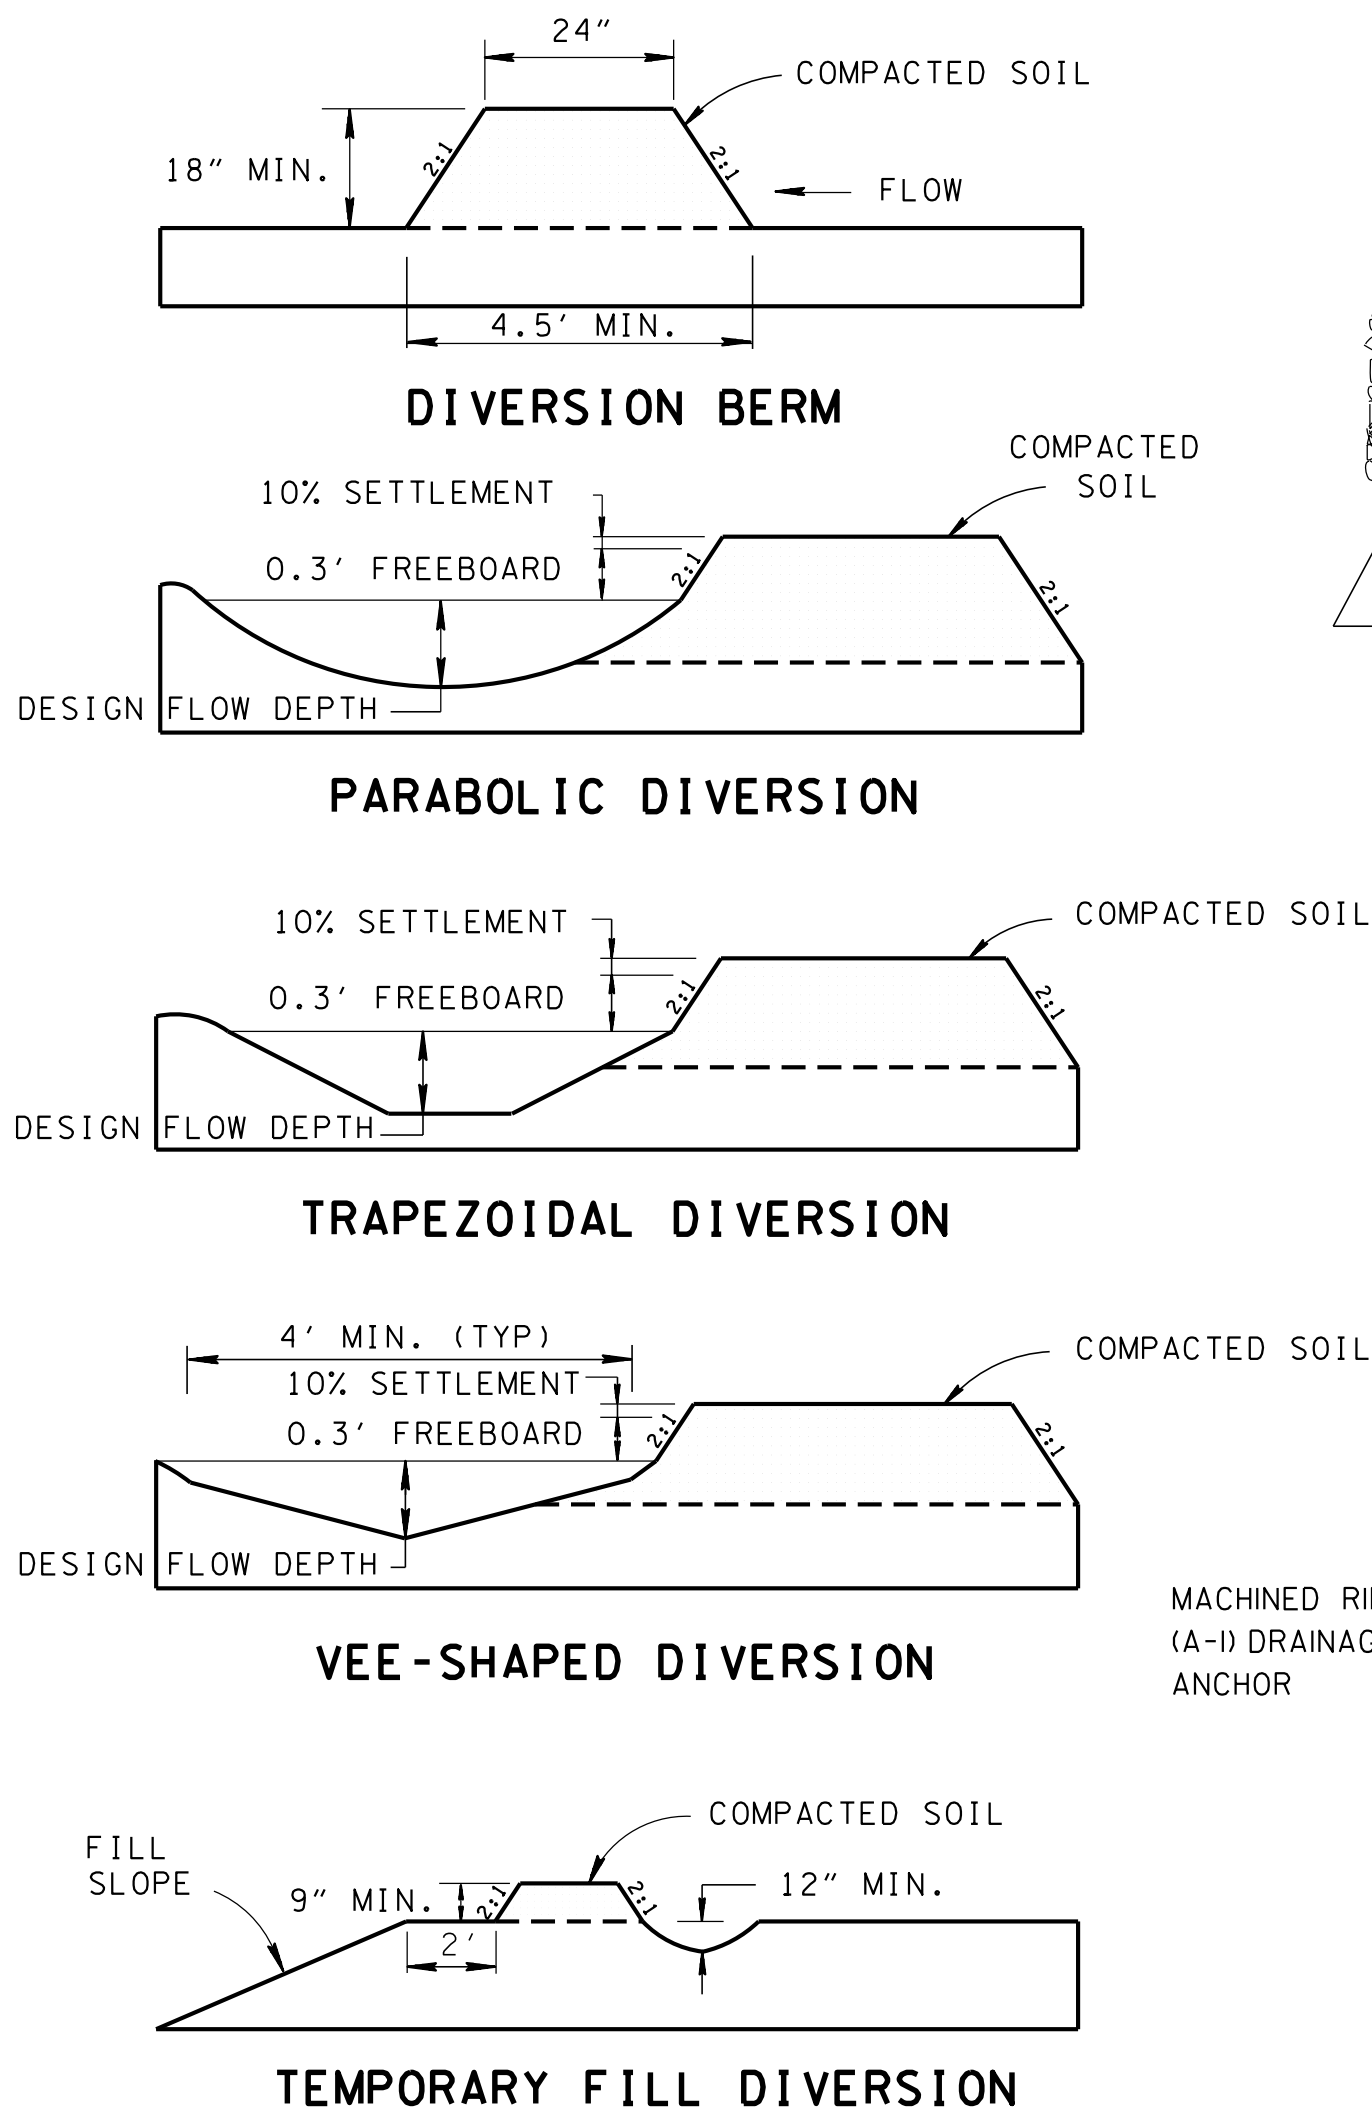 24"
COMPACTED SOIL
18" MIN.
2:1
2:1
FLOW
4.5' MIN.
DIVERSION BERM
COMPACTED
SOIL
10% SETTLEMENT
0.3' FREEBOARD
2:1
2:1
DESIGN FLOW DEPTH
PARABOLIC DIVERSION
10% SETTLEMENT
COMPACTED SOIL
0.3' FREEBOARD
2:1
2:1
DESIGN FLOW DEPTH
TRAPEZOIDAL DIVERSION
4' MIN. (TYP)
COMPACTED SOIL
10% SETTLEMENT
0.3' FREEBOARD
2:1
2:1
DESIGN FLOW DEPTH
VEE-SHAPED DIVERSION
MACHINED
(A-1) DRAINAG
ANCHOR
COMPACTED SOIL
FILL
SLOPE
9" MIN.
2:1
2:1
12" MIN.
2'
TEMPORARY FILL DIVERSION